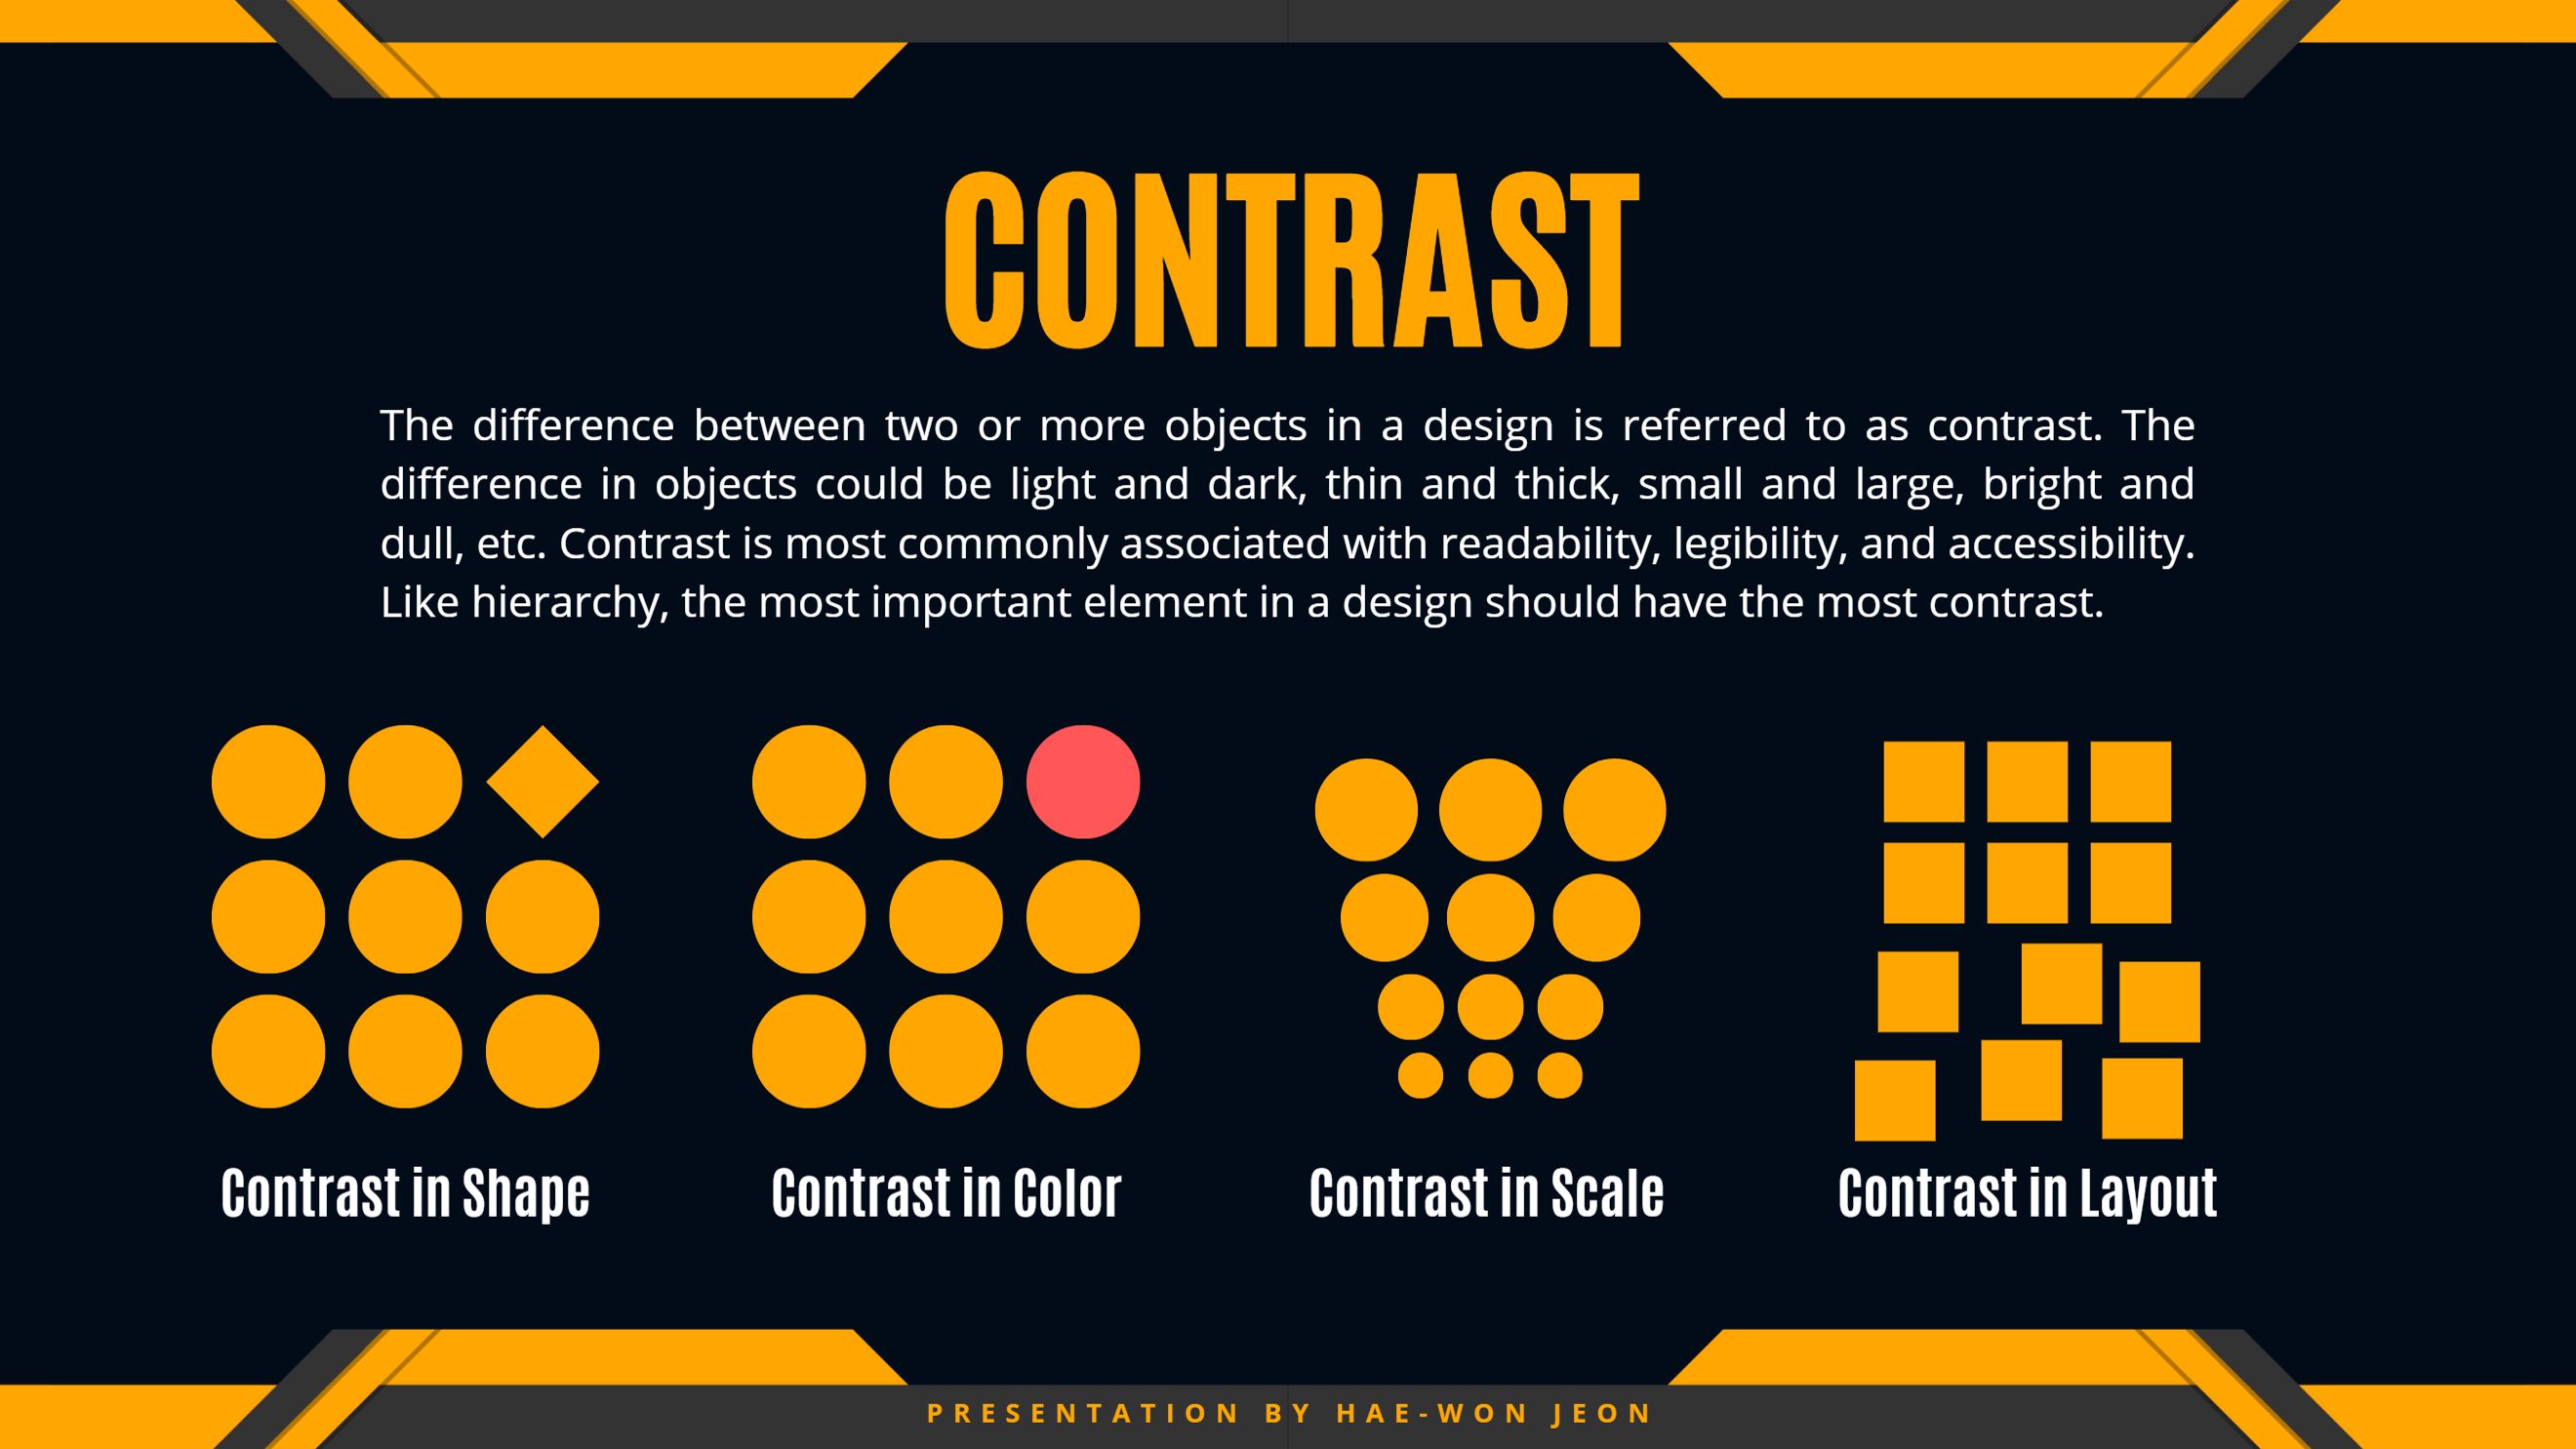 CONTRAST
The difference between two or more objects in a design is referred to as contrast. The
difference in objects could be light and dark, thin and thick, small and large, bright and
dull, etc. Contrast is most commonly associated with readability, legibility, and accessibility.
Like hierarchy, the most important element in a design should have the most contrast.
Contrast in Shape
Contrast in Color
Contrast in Scale
Contrast in Layout
PRESENTATION BY HAE-WON JEON